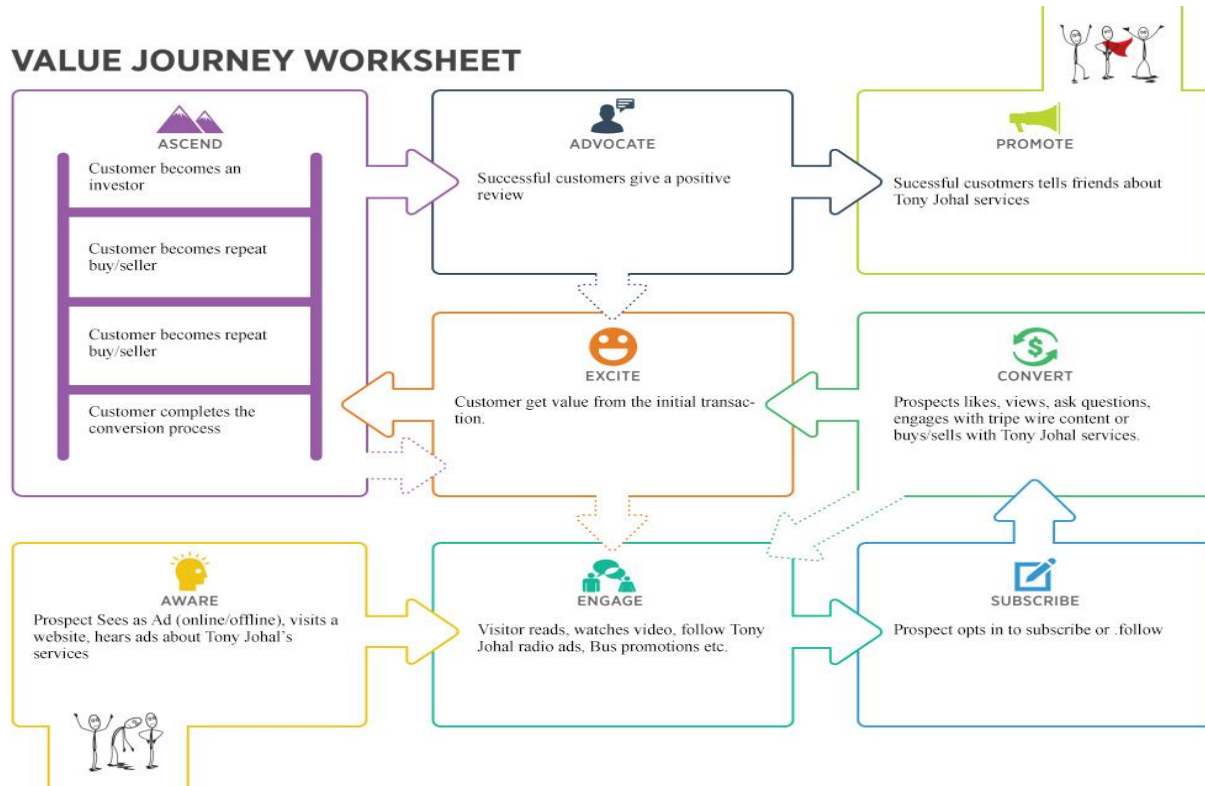 VALUE JOURNEY WORKSHEET
ASCEND
Customer becomes an
investor
Customer becomes repeat
buy/seller
Customer becomes repeat
buy/seller
Customer completes the
conversion process
ADVOCATE
Successful customers give a positive
review
PROMOTE
Sucessful cusotmers tells friends about
Tony Johal services
EXCITE
Customer get value from the initial transac-
tion.
CONVERT
Prospects likes, views, ask questions,
engages with tripe wire content or
buys/sells with Tony Johal services.
AWARE
Prospect Sees as Ad (online/offline), visits a
website, hears ads about Tony Johal's
services
ENGAGE
Visitor reads, watches video, follow Tony
Johal radio ads, Bus promotions etc.
SUBSCRIBE
Prospect opts in to subscribe or .follow